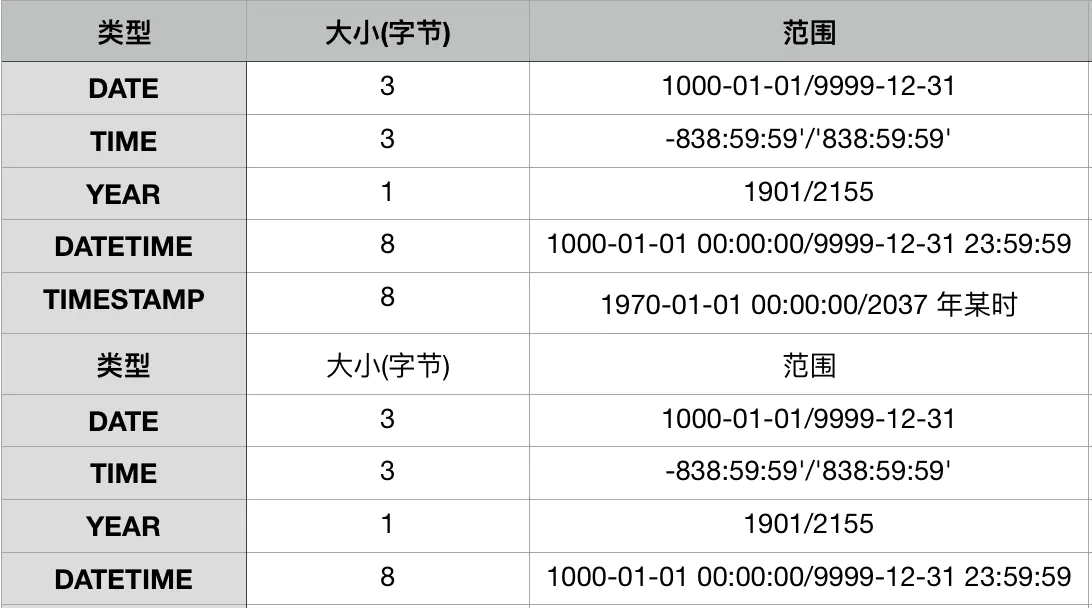 类型 大小(字节) 范围
DATE 3 1000-01-01/9999-12-31
TIME 3 -838:59:59'/'838:59:59'
YEAR 1 1901/2155
DATETIME 8 1000-01-01 00:00:00/9999-12-31 23:59:59
TIMESTAMP 8 1970-01-01 00:00:00/2037 年某时
类型 大小(字节) 范围
DATE 3 1000-01-01/9999-12-31
TIME 3 -838:59:59'/'838:59:59'
YEAR 1 1901/2155
DATETIME 8 1000-01-01 00:00:00/9999-12-31 23:59:59